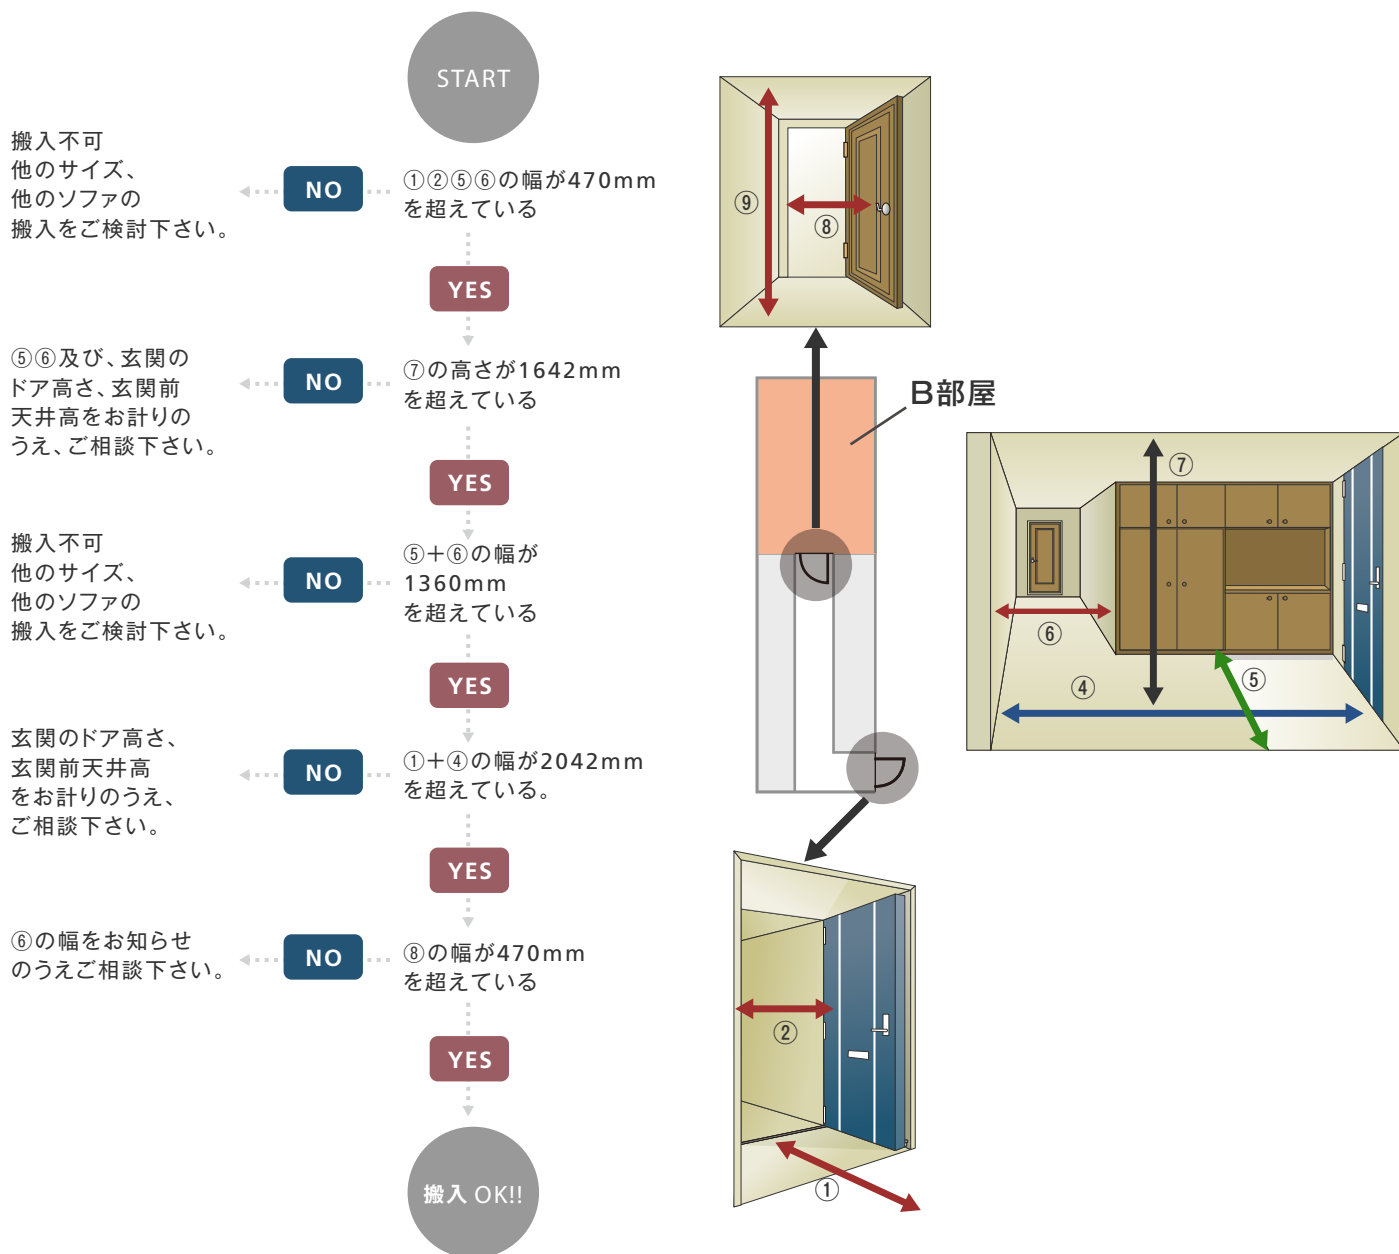 START
搬入不可
他のサイズ、
他のソファの
搬入をご検討下さい。
NO
①②⑤⑥の幅が470mm
を超えている
YES
⑤⑥及び、玄関の
ドア高さ、玄関前
天井高をお計りの
うえ、ご相談下さい。
NO
⑦の高さが1642mm
を超えている
YES
搬入不可
他のサイズ、
他のソファの
搬入をご検討下さい。
NO
⑤+⑥の幅が
1360mm
を超えている
YES
玄関のドア高さ、
玄関前天井高
をお計りのうえ、
ご相談下さい。
NO
①+④の幅が2042mm
を超えている。
YES
⑥の幅をお知らせ
のうえご相談下さい。
NO
⑧の幅が470mm
を超えている
YES
搬入 OK!!
⑨
⑧
B部屋
⑦
⑥
④
⑤
②
①